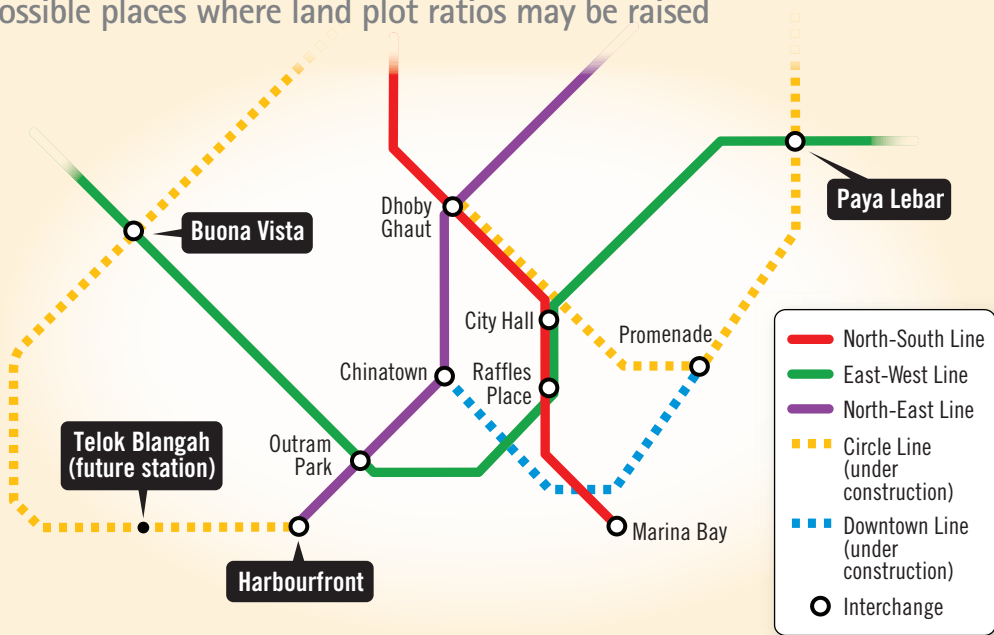 ossible places where land plot ratios may be raised
Buona Vista
Dhoby
Ghaut
Paya Lebar
City Hall
Promenade
Chinatown
Raffles
Place
Outram
Park
Telok Blangah
(future station)
Marina Bay
Harbourfront
North-South Line
East-West Line
North-East Line
Circle Line
(under
construction)
Downtown Line
(under
construction)
Interchange